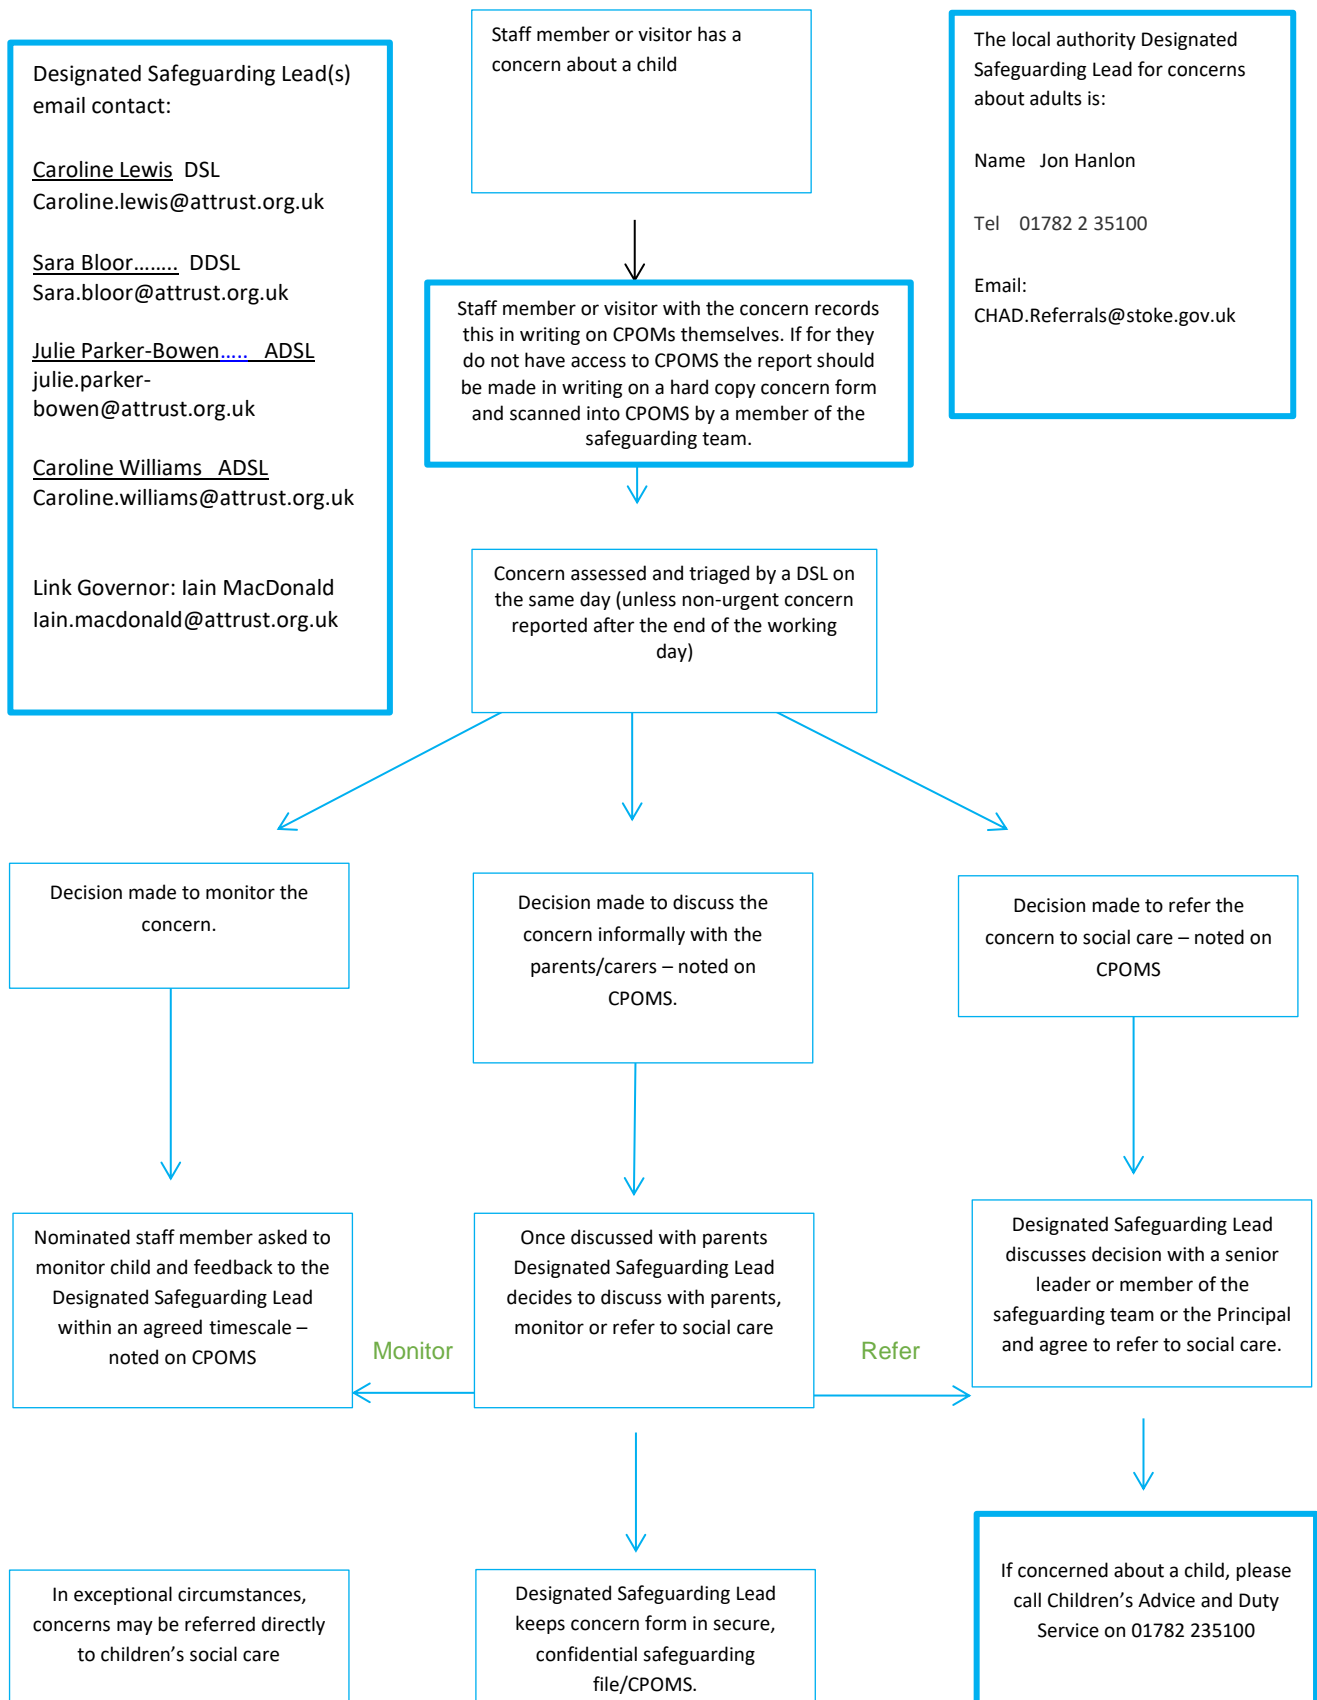 Designated Safeguarding Lead(s)
email contact:
Caroline Lewis  DSL
Caroline.lewis@attrust.org.uk
Sara Bloor……..  DDSL
Sara.bloor@attrust.org.uk
Julie Parker-Bowen…..   ADSL
julie.parker-
bowen@attrust.org.uk
Caroline Williams   ADSL
Caroline.williams@attrust.org.uk
Link Governor: Iain MacDonald
Iain.macdonald@attrust.org.uk
Staff member or visitor has a
concern about a child
The local authority Designated
Safeguarding Lead for concerns
about adults is:
Name   Jon Hanlon
Tel    01782 2 35100
Email:
CHAD.Referrals@stoke.gov.uk
Staff member or visitor with the concern records
this in writing on CPOMs themselves. If for they
do not have access to CPOMS the report should
be made in writing on a hard copy concern form
and scanned into CPOMS by a member of the
safeguarding team.
Concern assessed and triaged by a DSL on
the same day (unless non-urgent concern
reported after the end of the working
day)
Decision made to monitor the
concern.
Decision made to discuss the
concern informally with the
parents/carers – noted on
CPOMS.
Decision made to refer the
concern to social care – noted on
CPOMS
Nominated staff member asked to
monitor child and feedback to the
Designated Safeguarding Lead
within an agreed timescale –
noted on CPOMS
Monitor
Once discussed with parents
Designated Safeguarding Lead
decides to discuss with parents,
monitor or refer to social care
Refer
Designated Safeguarding Lead
discusses decision with a senior
leader or member of the
safeguarding team or the Principal
and agree to refer to social care.
In exceptional circumstances,
concerns may be referred directly
to children's social care
Designated Safeguarding Lead
keeps concern form in secure,
confidential safeguarding
file/CPOMS.
If concerned about a child, please
call Children's Advice and Duty
Service on 01782 235100